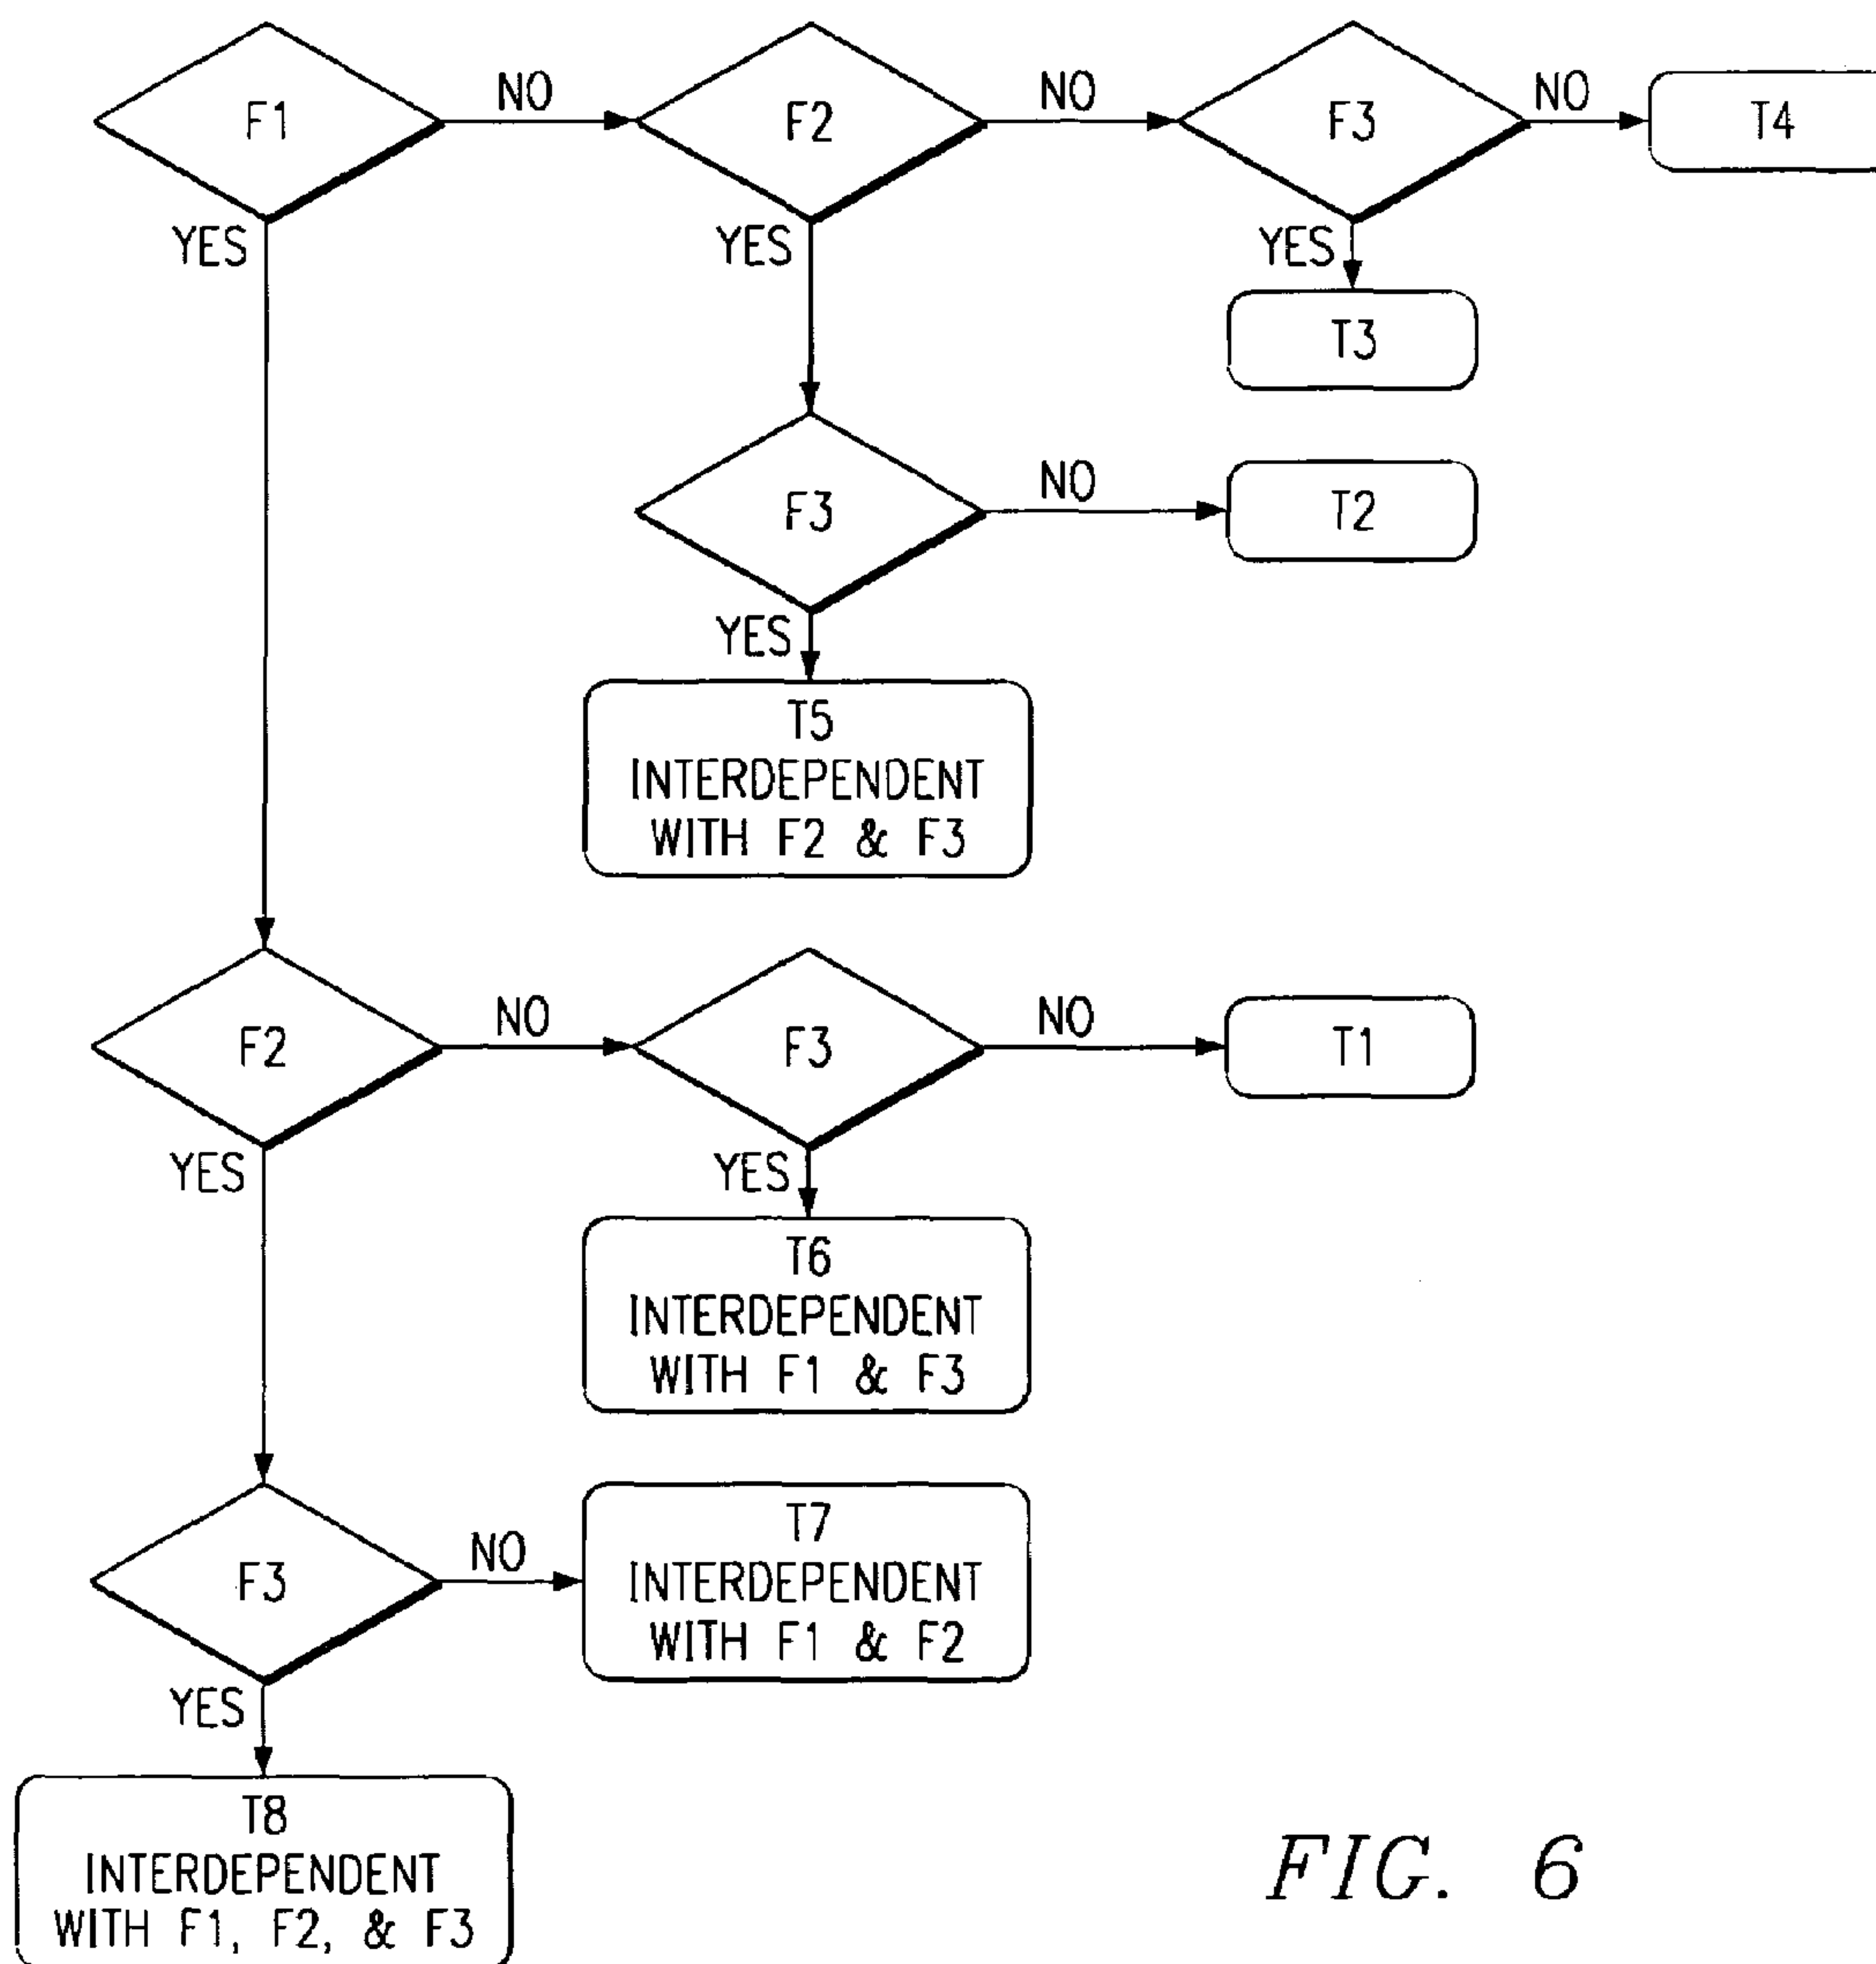 F1
NO
F2
NO
F3
NO
T4
YES
YES
YES
T3
F3
NO
T2
YES
T5
INTERDEPENDENT
WITH F2 & F3
F2
NO
F3
NO
T1
YES
YES
T6
INTERDEPENDENT
WITH F1 & F3
F3
NO
T7
INTERDEPENDENT
WITH F1 & F2
YES
T8
INTERDEPENDENT
WITH F1, F2, & F3
FIG. 6